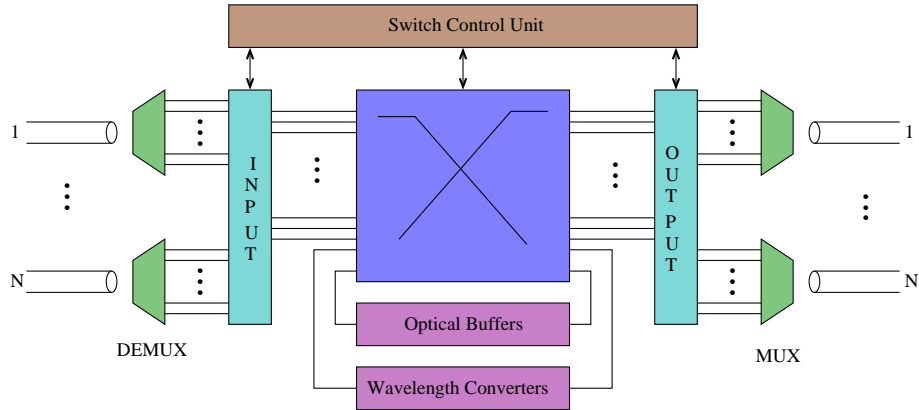 Switch Control Unit
1
N
DEMUX
INPUT
Optical Buffers
Wavelength Converters
OUTPUT
1
N
MUX